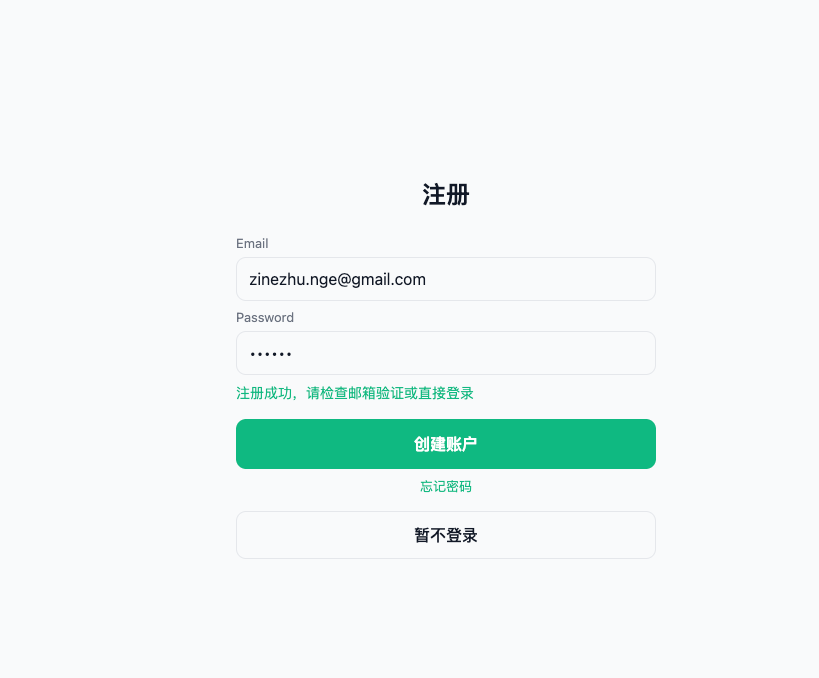 注册
Email
zinezhu.nge@gmail.com
Password
••••••
注册成功，请检查邮箱验证或直接登录
创建账户
忘记密码
暂不登录